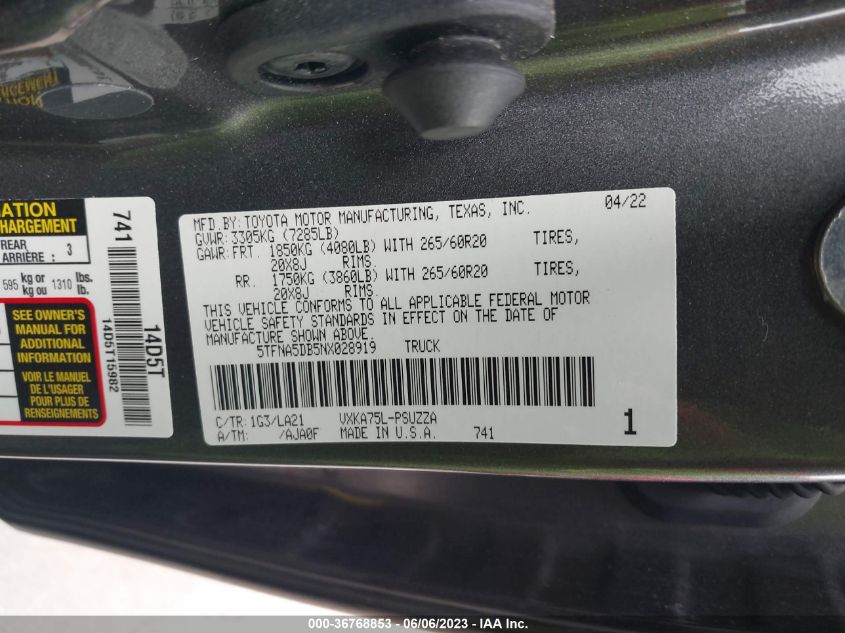 ATION
CHARGEMENT
REAR
ARRIÈRE : 3
595 kg or 1310 lbs.
kg ou lb.
SEE OWNER'S
MANUAL FOR
ADDITIONAL
INFORMATION
VOIR LE MANUEL
DE L'USAGER
POUR PLUS DE
RENSEIGNEMENTS
741
14D5T
14D5T15982
MFD. BY: TOYOTA MOTOR MANUFACTURING, TEXAS, INC. 04/22
GVWR: 3305KG (7285LB)
GAWR: FRT. 1850KG (4080LB) WITH 265/60R20 TIRES,
20X8J RIMS.
RR. 1750KG (3860LB) WITH 265/60R20 TIRES,
20X8J RIMS
THIS VEHICLE CONFORMS TO ALL APPLICABLE FEDERAL MOTOR
VEHICLE SAFETY STANDARDS IN EFFECT ON THE DATE OF
MANUFACTURE SHOWN ABOVE.
5TFNA5DB5NX028919 TRUCK
C/TR: 1G3/LA21 VXKA75L-PSUZZA
A/TM: /AJA0F MADE IN U.S.A. 741 1
000-36768853 - 06/06/2023 - IAA Inc.